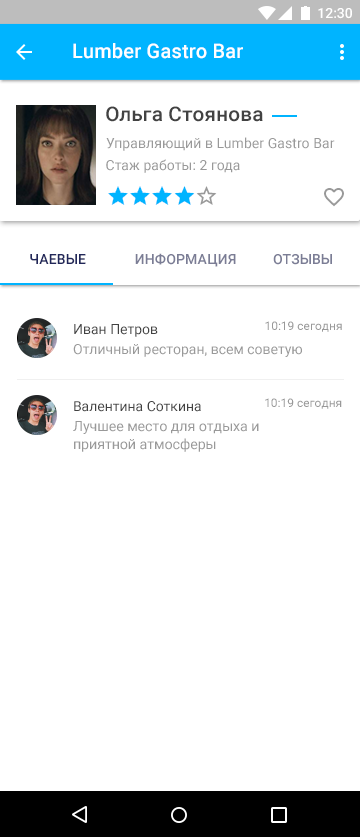 12:30
Lumber Gastro Bar
Ольга Стоянова
Управляющий в Lumber Gastro Bar
Стаж работы: 2 года
ЧАЕВЫЕ ИНФОРМАЦИЯ ОТЗЫВЫ
Иван Петров 10:19 сегодня
Отличный ресторан, всем советую
Валентина Соткина 10:19 сегодня
Лучшее место для отдыха и
приятной атмосферы